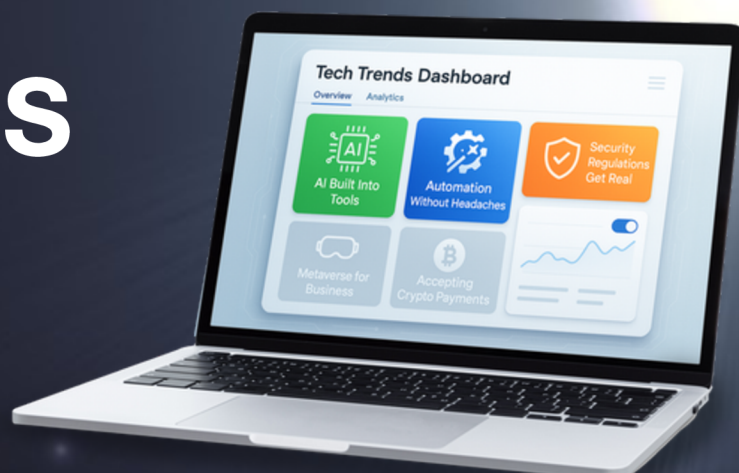 S
Tech Trends Dashboard
Overview Analytics
AI
AI Built Into
Tools
Automation
Without Headaches
Security
Regulations
Get Real
Metaverse for
Business
Accepting
Crypto Payments